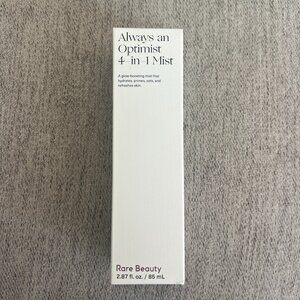 Always an
Optimist
4-in-1 Mist
A glow-boosting mist that
hydrates, primes, sets, and
refreshes skin.
Rare Beauty
2.87 fl. oz. / 85 mL